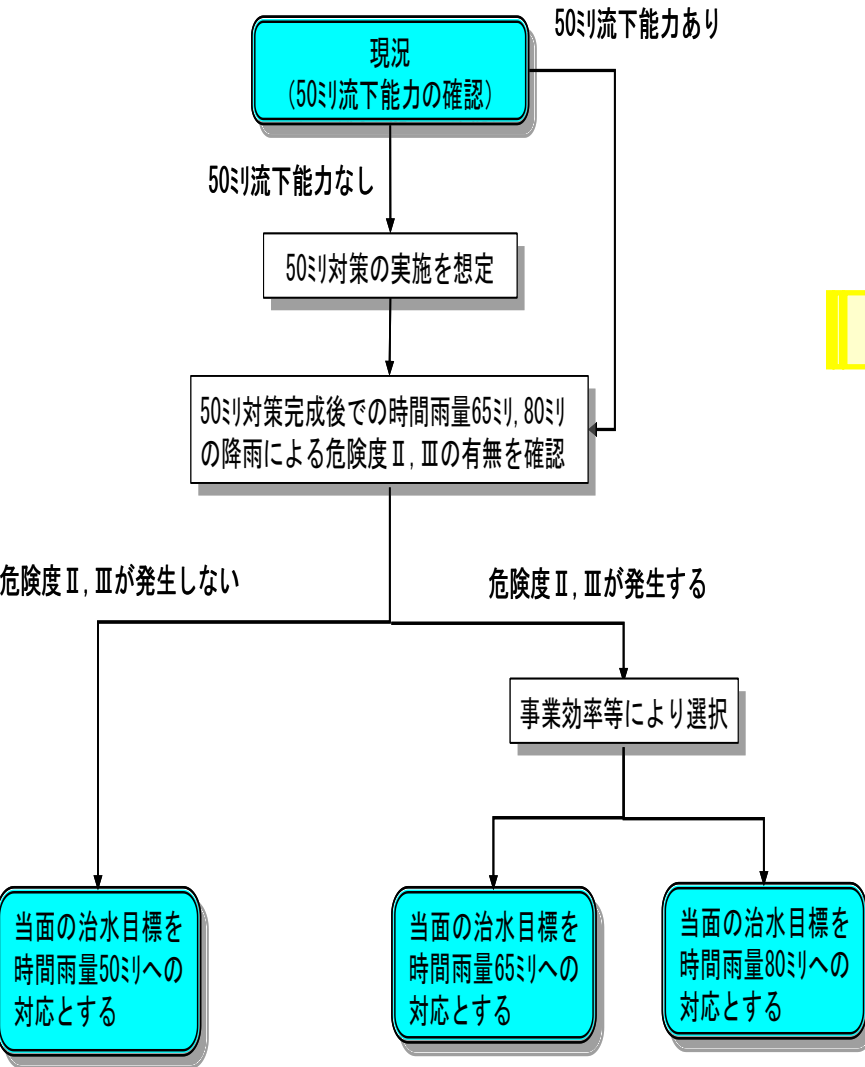 50ﾐﾘ流下能力あり
現況
(50ﾐﾘ流下能力の確認)
50ﾐﾘ流下能力なし
50ﾐﾘ対策の実施を想定
50ﾐﾘ対策完成後での時間雨量65ﾐﾘ,80ﾐﾘ
の降雨による危険度Ⅱ,Ⅲの有無を確認
危険度Ⅱ,Ⅲが発生しない
危険度Ⅱ,Ⅲが発生する
事業効率等により選択
当面の治水目標を
時間雨量50ﾐﾘへの
対応とする
当面の治水目標を
時間雨量65ﾐﾘへの
対応とする
当面の治水目標を
時間雨量80ﾐﾘへの
対応とする